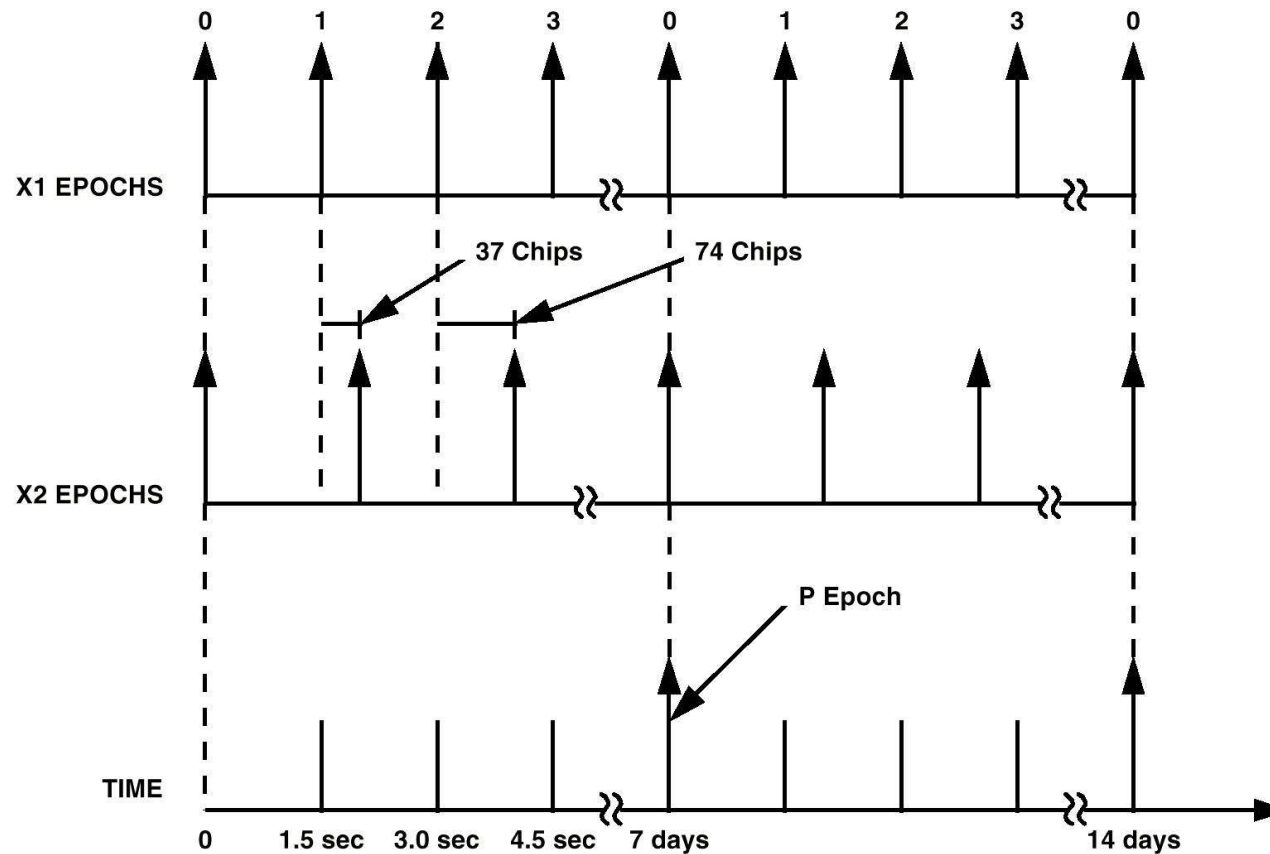 0 1 2 3 0 1 2 3 0
X1 EPOCHS
37 Chips 74 Chips
X2 EPOCHS
P Epoch
TIME
0 1.5 sec 3.0 sec 4.5 sec 7 days 14 days